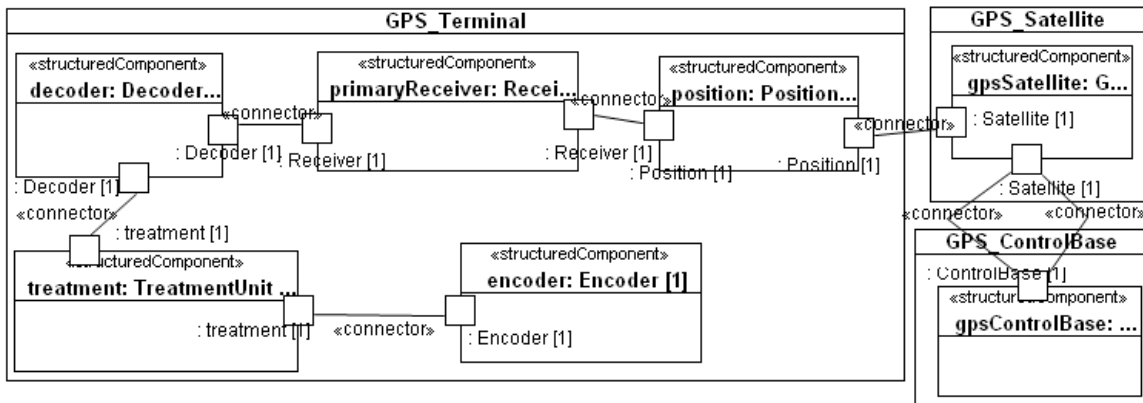 GPS_Terminal
«structuredComponent»
decoder: Decoder...
«connector»
: Decoder [1]
: Decoder [1]
«structuredComponent»
primaryReceiver: Recei...
: Receiver [1]
«connector»
: Receiver [1]
«structuredComponent»
position: Position...
: Position [1]
: Position [1]
«connector»
«connector»
: treatment [1]
«structuredComponent»
treatment: TreatmentUnit ...
: treatment [1]
«connector»
«structuredComponent»
encoder: Encoder [1]
: Encoder [1]
GPS_Satellite
«structuredComponent»
gpsSatellite: G...
: Satellite [1]
: Satellite [1]
«connector»
«connector»
GPS_ControlBase
: ControlBase [1]
«structuredComponent»
gpsControlBase: ...